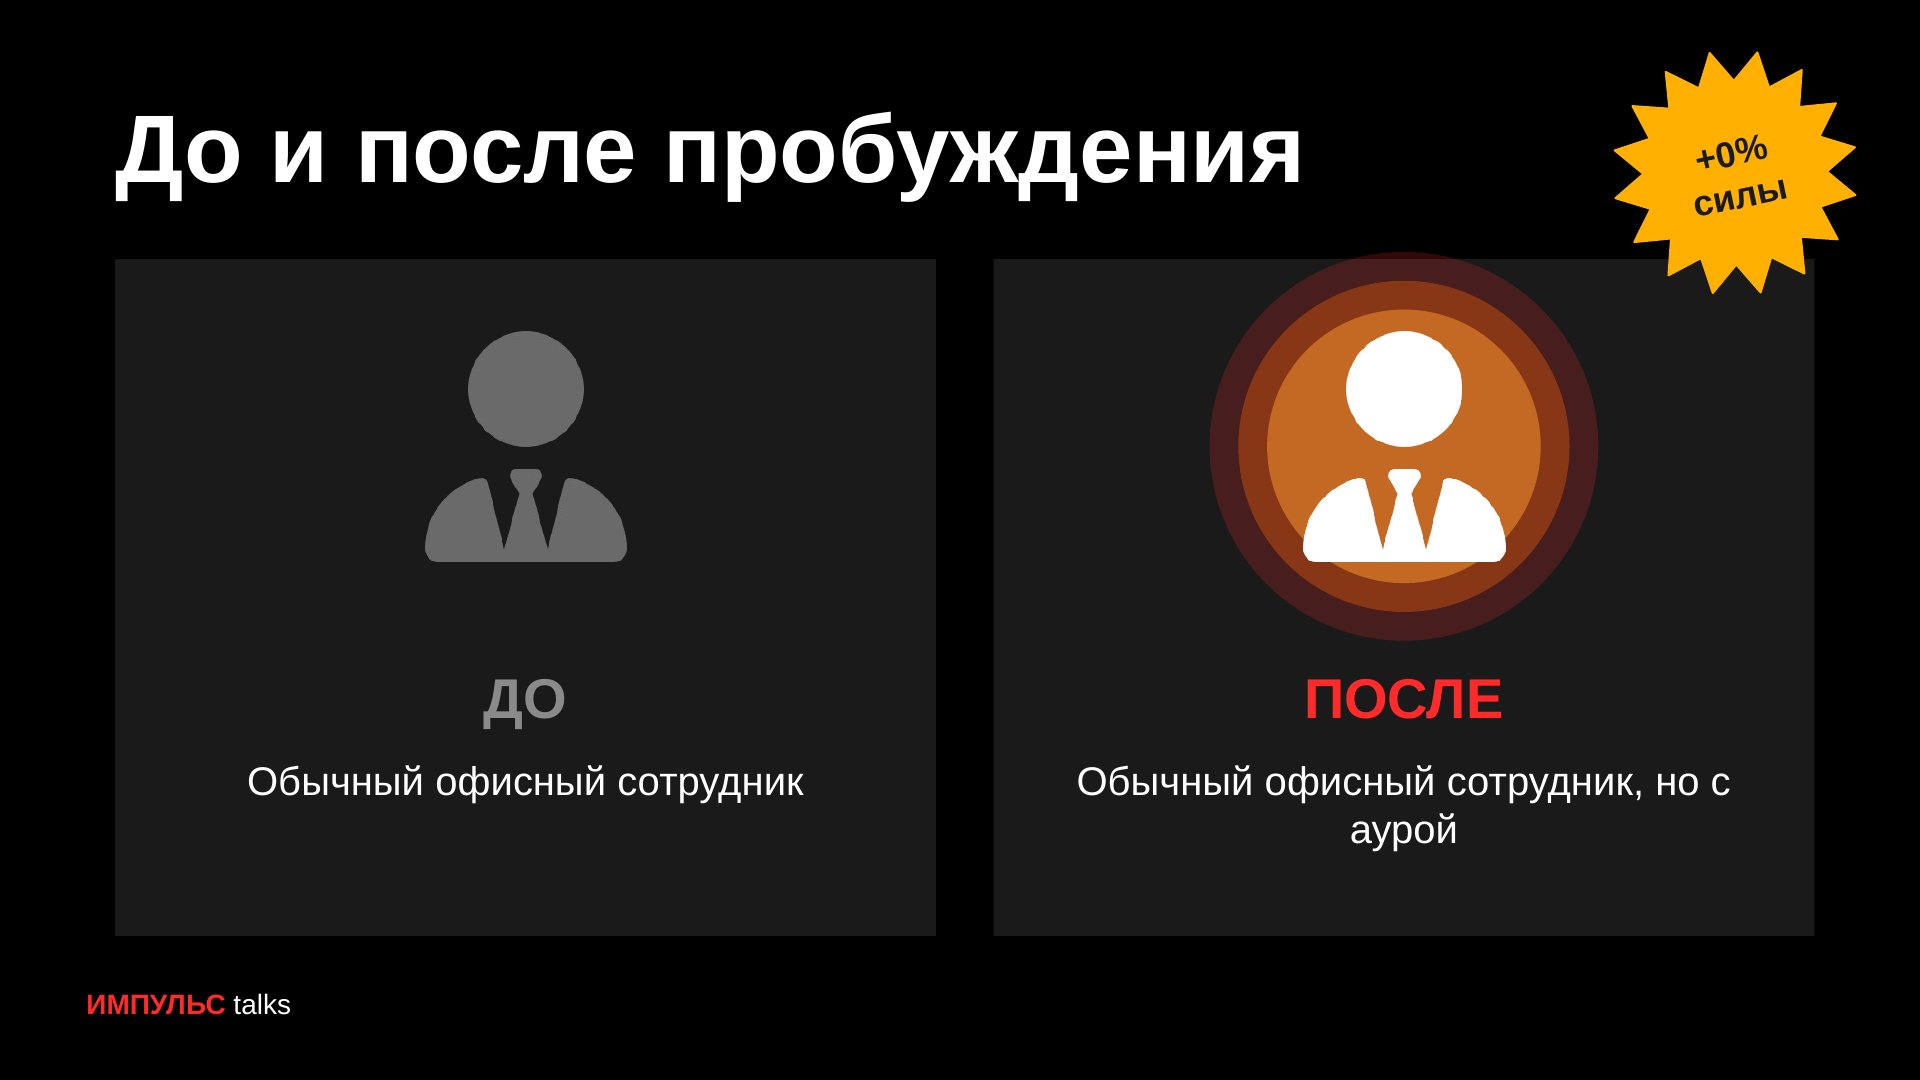 До и после пробуждения
+0%
силы
ДО
Обычный офисный сотрудник
ПОСЛЕ
Обычный офисный сотрудник, но с
аурой
ИМПУЛЬС talks